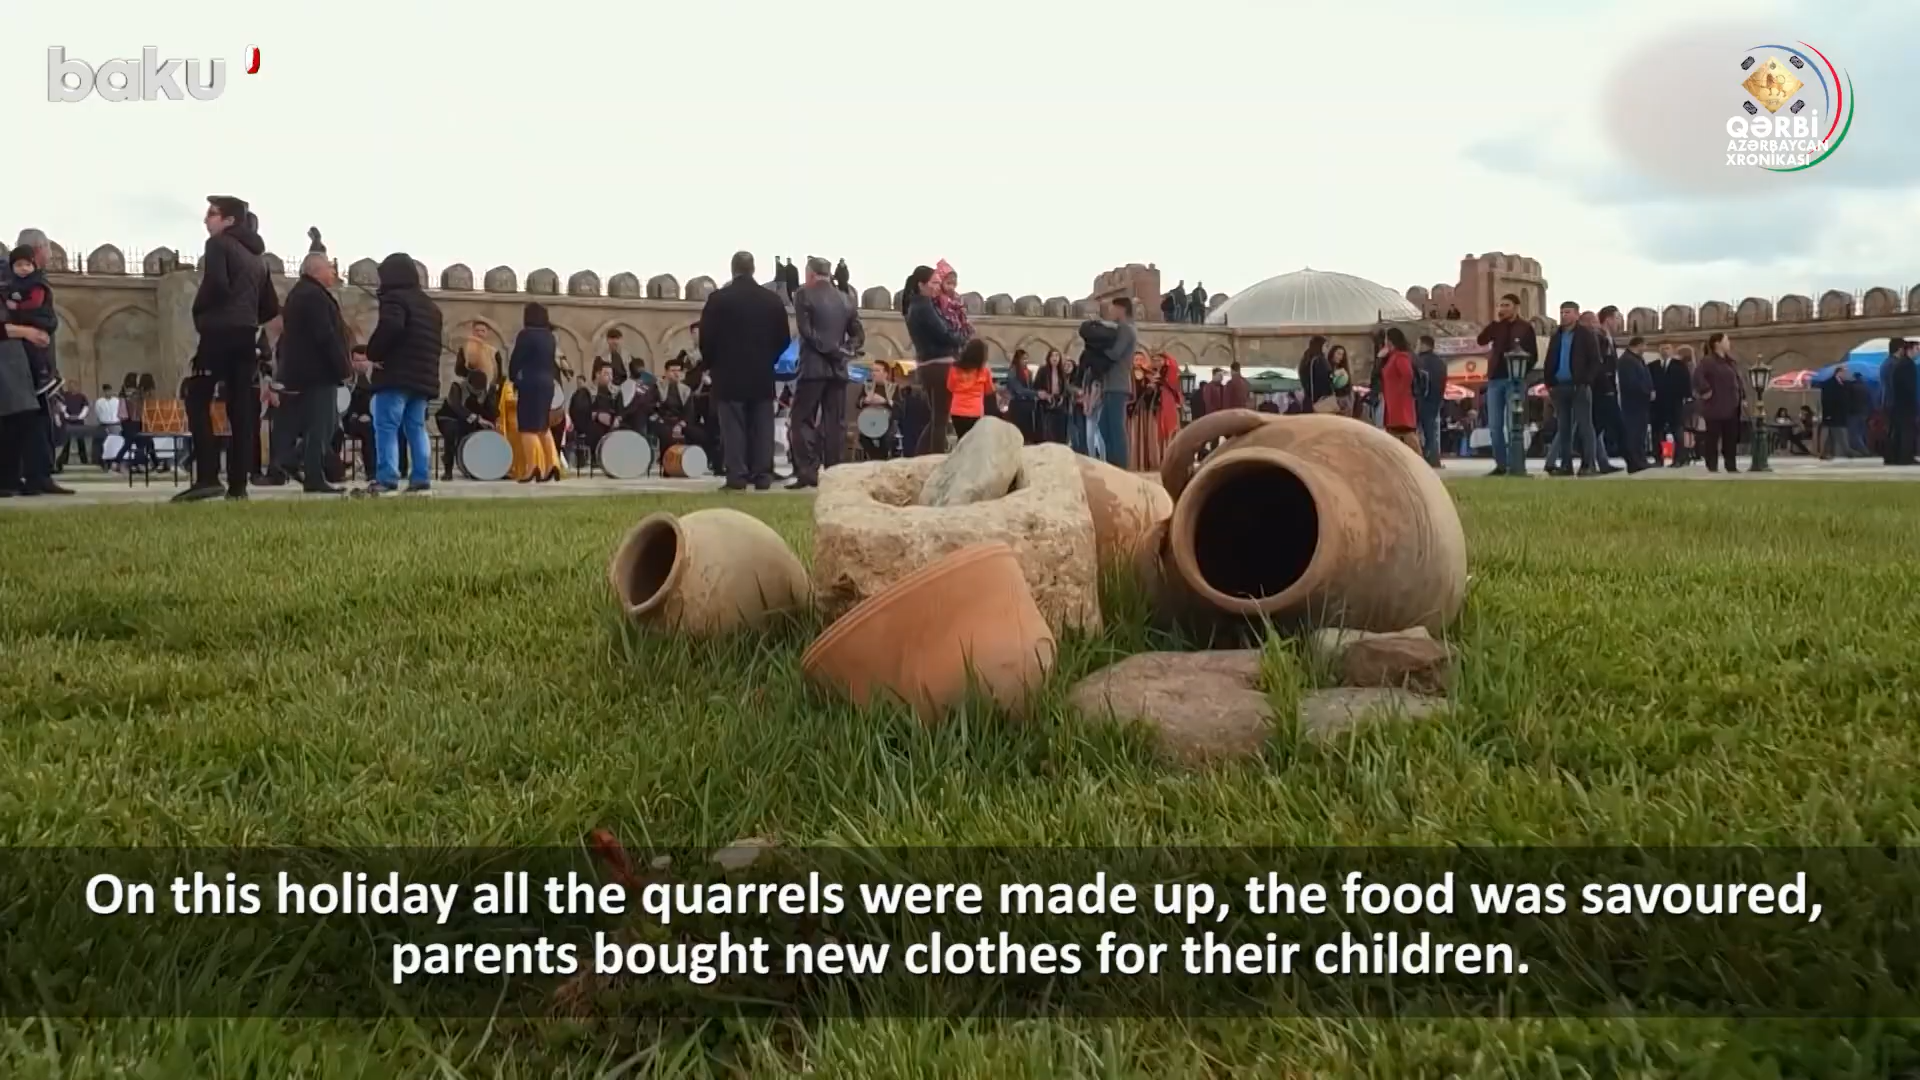 baku
QƏRBİ
AZƏRBAYCAN
XRONİKASI
On this holiday all the quarrels were made up, the food was savoured,
parents bought new clothes for their children.